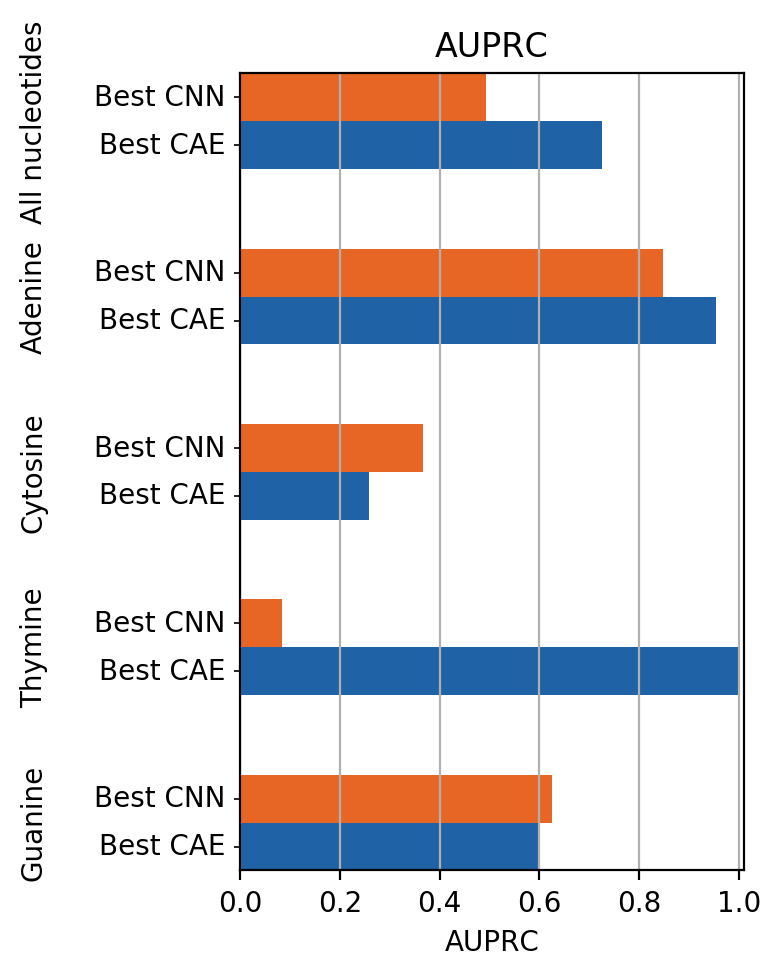 AUPRC
All nucleotides
Best CNN
Best CAE
Adenine
Best CNN
Best CAE
Cytosine
Best CNN
Best CAE
Thymine
Best CNN
Best CAE
Guanine
Best CNN
Best CAE
0.0 0.2 0.4 0.6 0.8 1.0
AUPRC